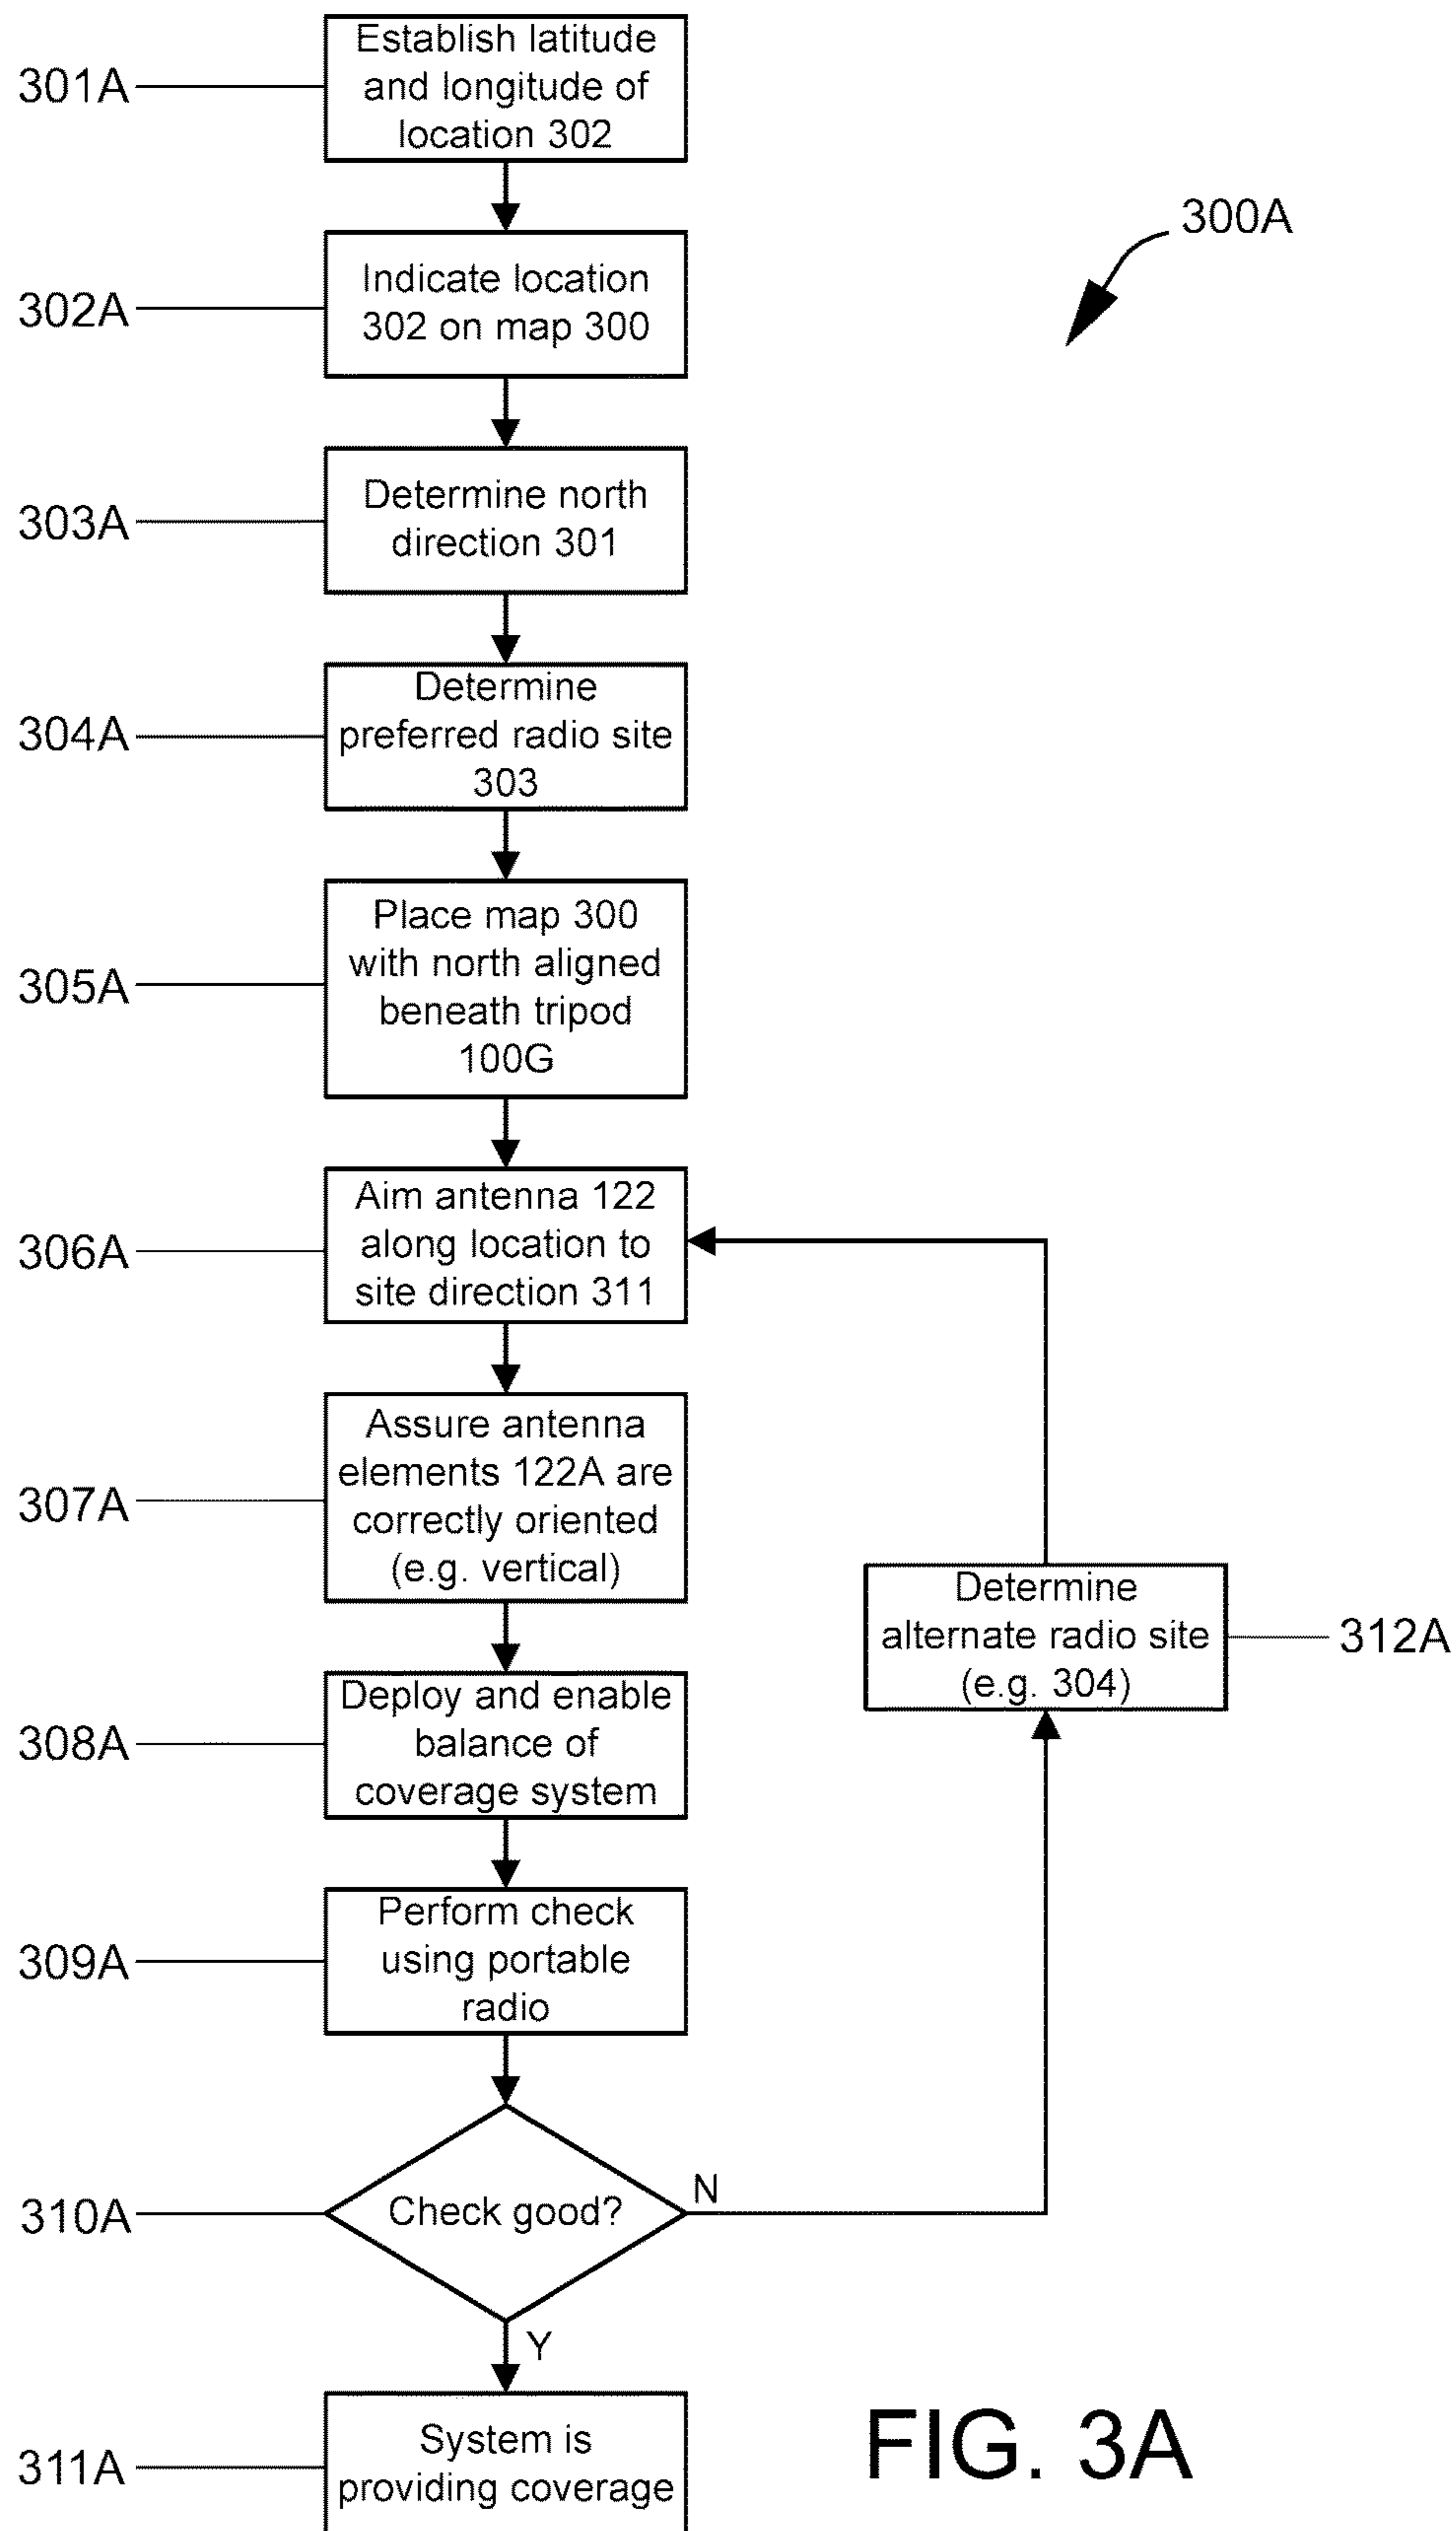 301A
Establish latitude
and longitude of
location 302
300A
302A
Indicate location
302 on map 300
303A
Determine north
direction 301
304A
Determine
preferred radio site
303
305A
Place map 300
with north aligned
beneath tripod
100G
306A
Aim antenna 122
along location to
site direction 311
307A
Assure antenna
elements 122A are
correctly oriented
(e.g. vertical)
Determine
alternate radio site
(e.g. 304)
312A
308A
Deploy and enable
balance of
coverage system
309A
Perform check
using portable
radio
310A
Check good?
N
Y
311A
System is
providing coverage
FIG. 3A